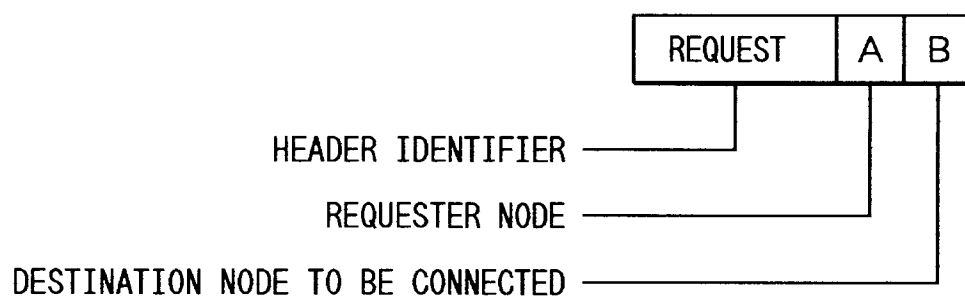 REQUEST A B
HEADER IDENTIFIER
REQUESTER NODE
DESTINATION NODE TO BE CONNECTED